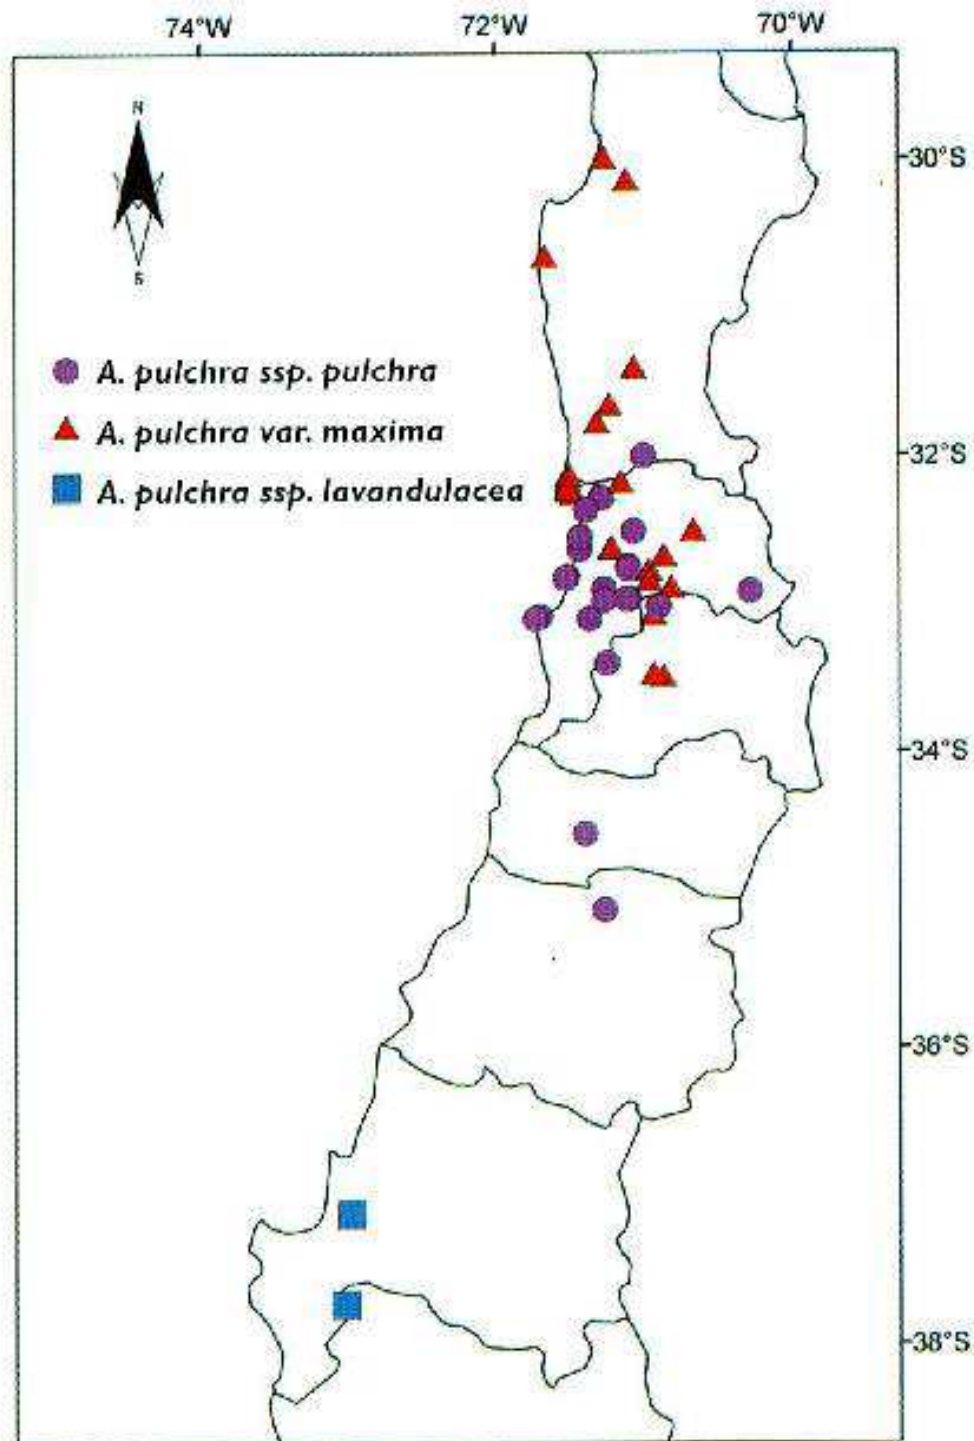 74°W 72°W 70°W
N
30°S
S
A. pulchra ssp. pulchra
A. pulchra var. maxima
32°S
A. pulchra ssp. lavandulacea
34°S
36°S
38°S